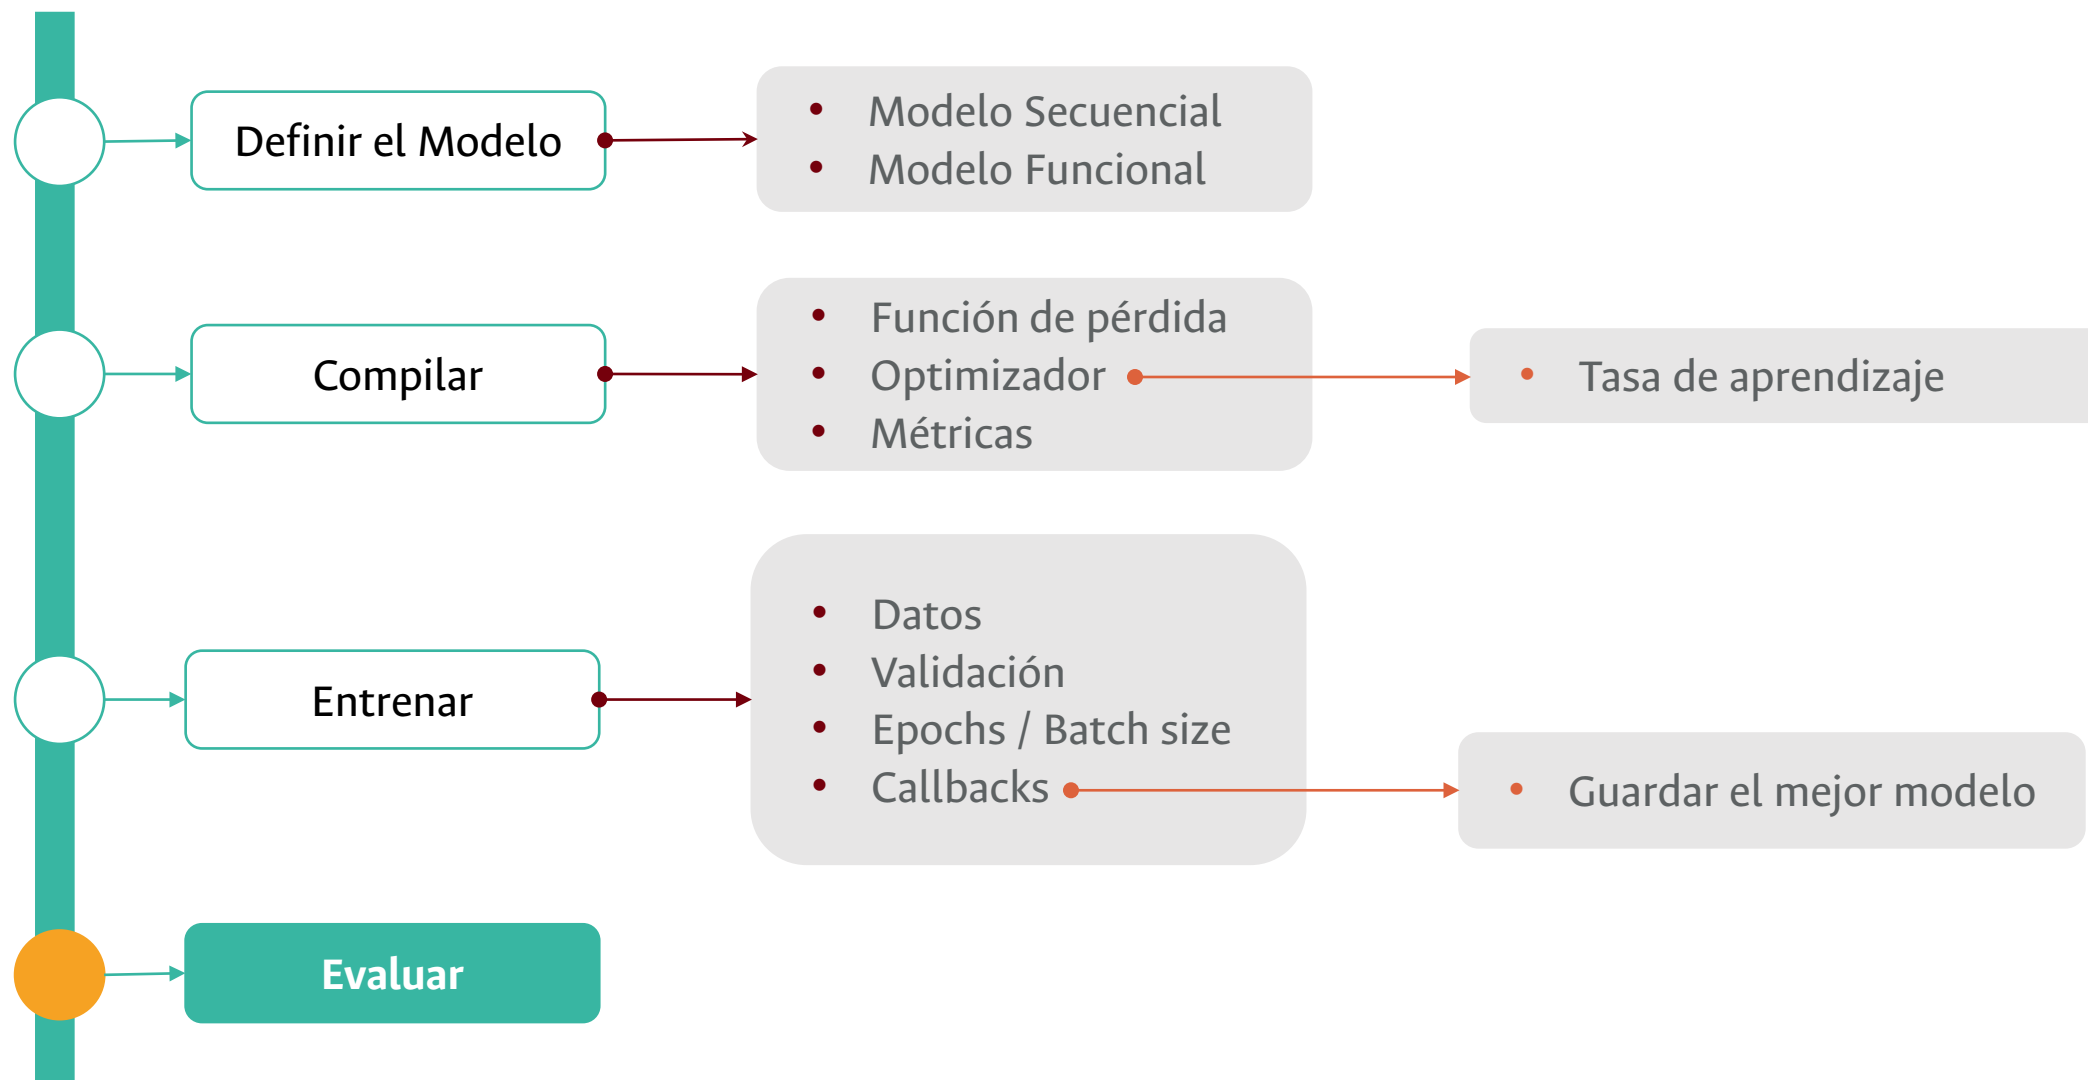 Definir el Modelo
• Modelo Secuencial
• Modelo Funcional
Compilar
• Función de pérdida
• Optimizador
• Métricas
• Tasa de aprendizaje
Entrenar
• Datos
• Validación
• Epochs / Batch size
• Callbacks
• Guardar el mejor modelo
Evaluar